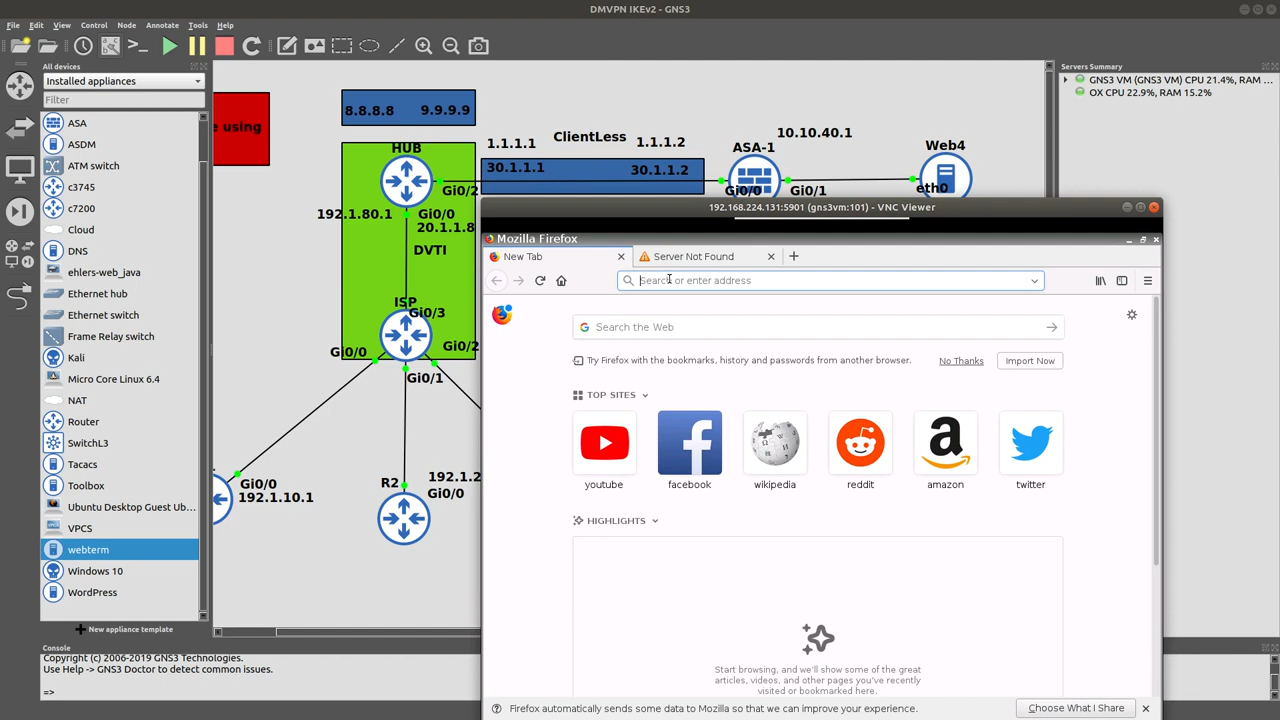 DMVPN IKEv2 - GNS3
File Edit View Control Node Annotate Tools Help
All devices
Installed appliances
Filter
ASA
ASDM
ATM switch
c3745
c7200
Cloud
DNS
ehlers-web_java
Ethernet hub
Ethernet switch
Frame Relay switch
Kali
Micro Core Linux 6.4
NAT
Router
SwitchL3
Tacacs
Toolbox
Ubuntu Desktop Guest Ub...
VPCS
webterm
Windows 10
WordPress
New appliance template
e using
8.8.8.8 9.9.9.9
HUB
Gi0/2
192.1.80.1 Gi0/0
20.1.1.8
DVTI
ISP
Gi0/3
Gi0/0 Gi0/2
Gi0/1
Gi0/0
192.1.10.1
R2
192.1.2
Gi0/0
ClientLess
1.1.1.1 1.1.1.2
30.1.1.1 30.1.1.2
10.10.40.1
ASA-1
Gi0/0 Gi0/1
Web4
eth0
Servers Summary
GNS3 VM (GNS3 VM) CPU 21.4%, RAM ...
OX CPU 22.9%, RAM 15.2%
192.168.224.131:5901 (gns3vm:101) - VNC Viewer
Mozilla Firefox
New Tab
Server Not Found
Search or enter address
Search the Web
Try Firefox with the bookmarks, history and passwords from another browser.
No Thanks
Import Now
TOP SITES
youtube facebook wikipedia reddit amazon twitter
HIGHLIGHTS
Start browsing, and we'll show some of the great
articles, videos, and other pages you've recently
visited or bookmarked here.
Firefox automatically sends some data to Mozilla so that we can improve your experience.
Choose What I Share
Console
Copyright (c) 2006-2019 GNS3 Technologies.
Use Help -> GNS3 Doctor to detect common issues.
=>